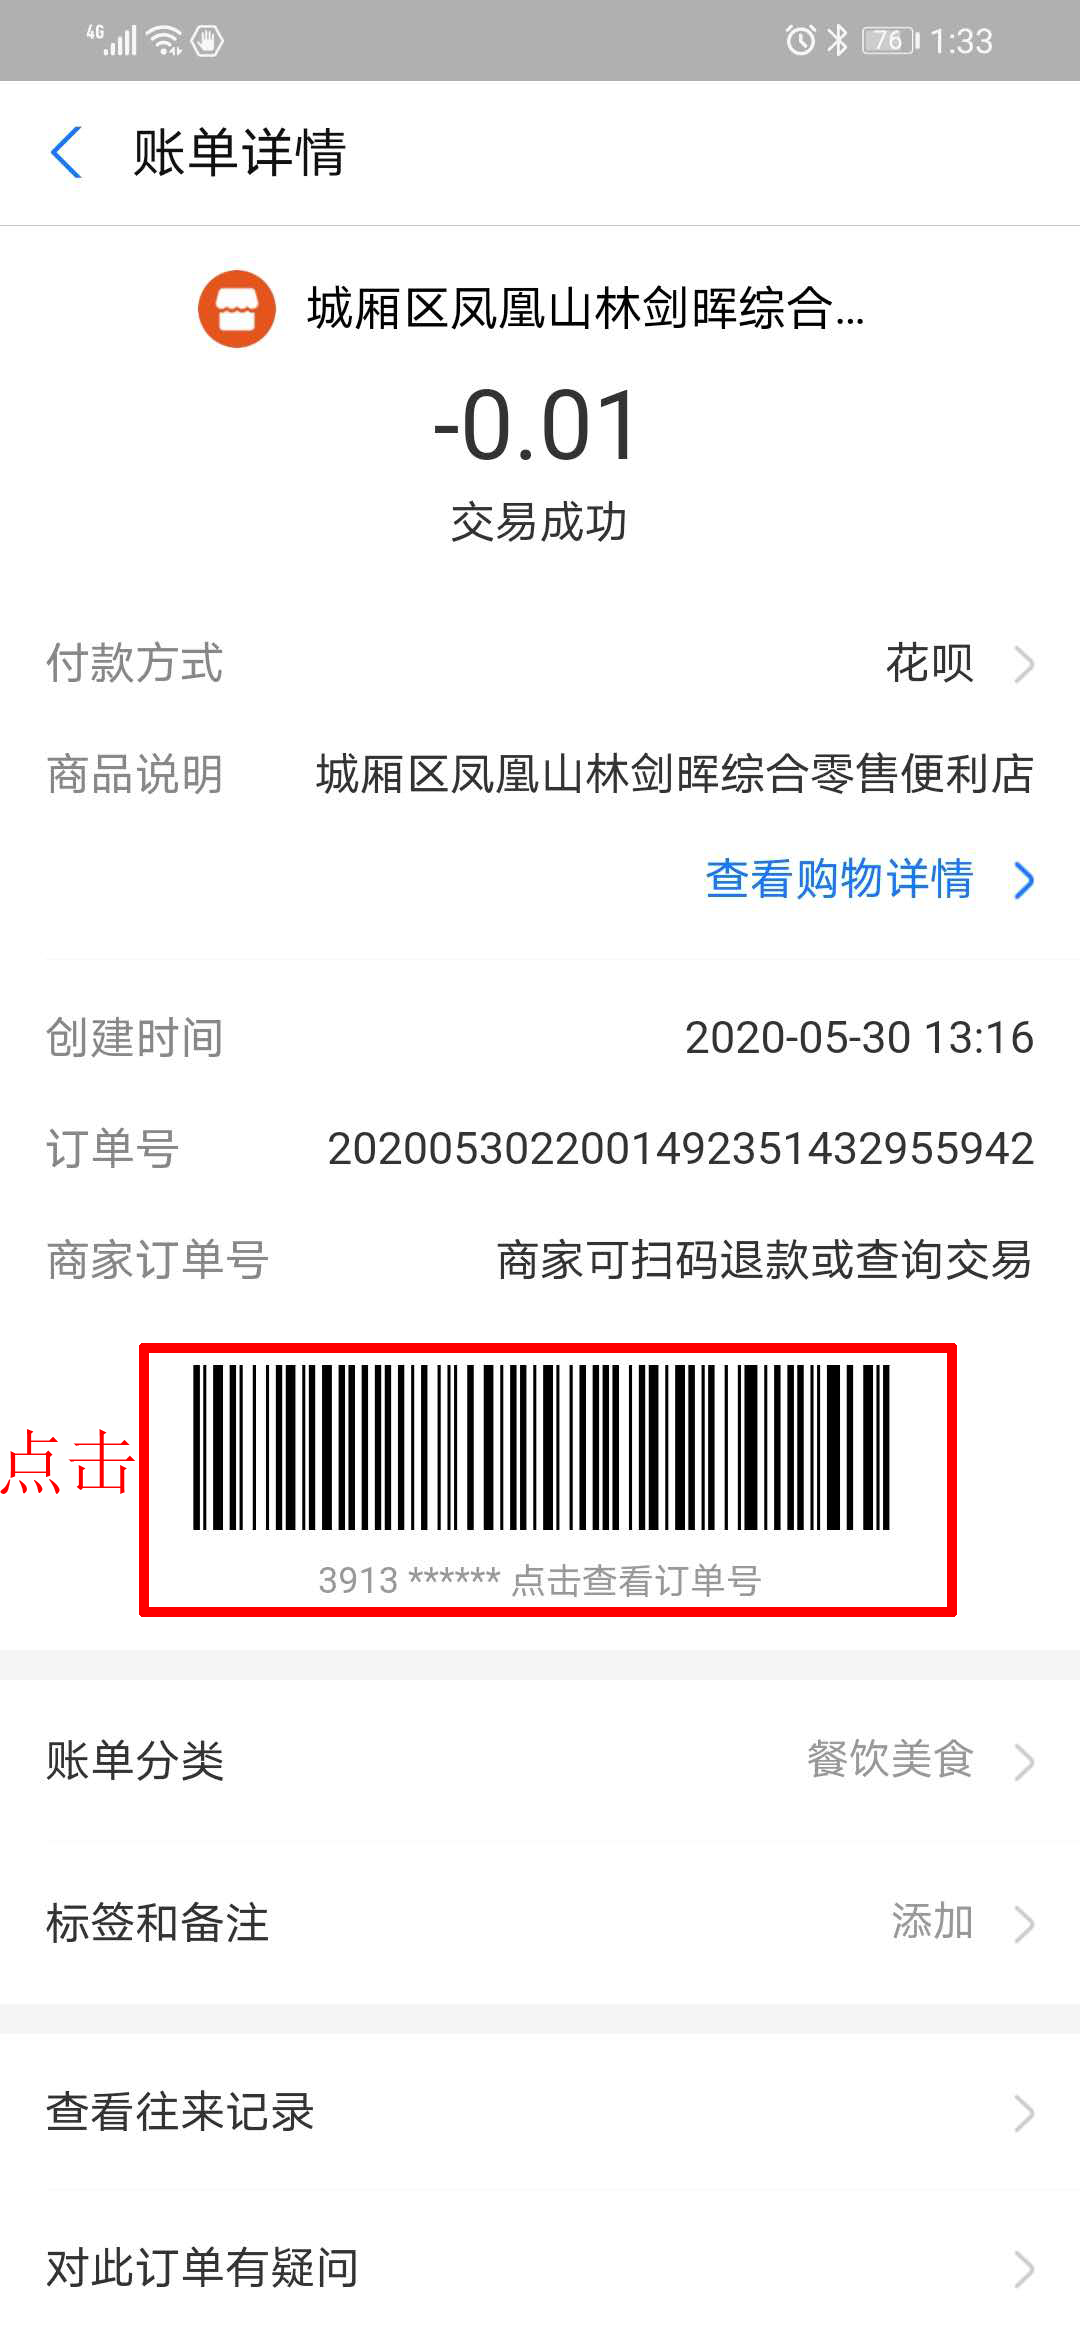 4G 76 1:33
账单详情
城厢区凤凰山林剑晖综合...
-0.01
交易成功
付款方式 花呗
商品说明 城厢区凤凰山林剑晖综合零售便利店
查看购物详情
创建时间 2020-05-30 13:16
订单号 2020053022001492351432955942
商家订单号 商家可扫码退款或查询交易
点击
3913 ****** 点击查看订单号
账单分类 餐饮美食
标签和备注 添加
查看往来记录
对此订单有疑问